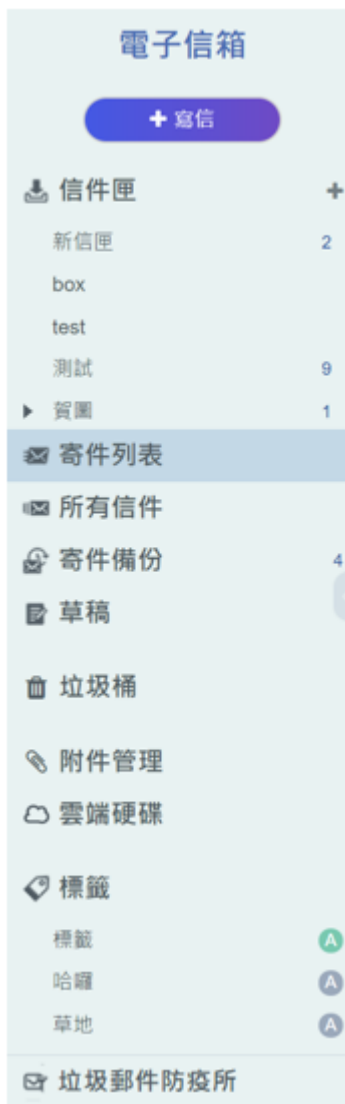 電子信箱
寫信
信件匣
新信匣 2
box
test
測試 9
賀圖 1
寄件列表
所有信件
寄件備份 4
草稿
垃圾桶
附件管理
雲端硬碟
標籤
標籤 A
哈囉 A
草地 A
垃圾郵件防疫所